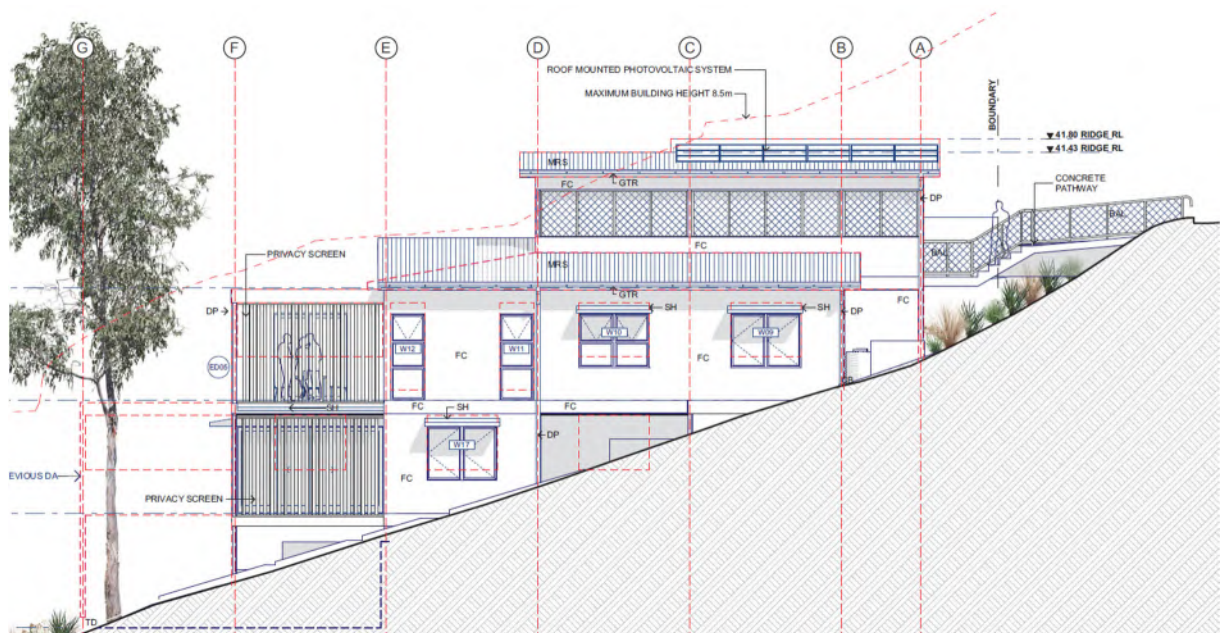 G
F
E
D
C
B
A
ROOF MOUNTED PHOTOVOLTAIC SYSTEM
MAXIMUM BUILDING HEIGHT 8.5m
BOUNDARY
41.80 RIDGE RL
41.43 RIDGE RL
CONCRETE
PATHWAY
MRS
GTR
FC
DP
BAL
FC
BAL
PRIVACY SCREEN
MRS
GTR
DP
SH
SH
FC
DP
W12
W11
W10
W09
FC
FC
ED05
SH
FC
SH
FC
DP
W17
EVIOUS DA
FC
PRIVACY SCREEN
TD